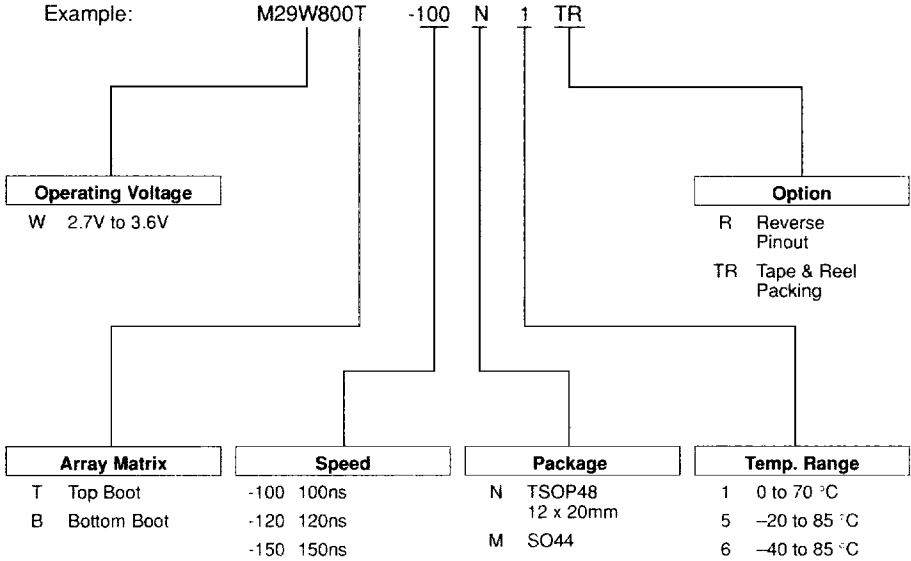 Example: M29W800T -100 N 1 TR
Operating Voltage
W 2.7V to 3.6V
Option
R Reverse
Pinout
TR Tape & Reel
Packing
Array Matrix
T Top Boot
B Bottom Boot
Speed
-100 100ns
-120 120ns
-150 150ns
Package
N TSOP48
12 x 20mm
M SO44
Temp. Range
1 0 to 70 °C
5 –20 to 85 °C
6 –40 to 85 °C